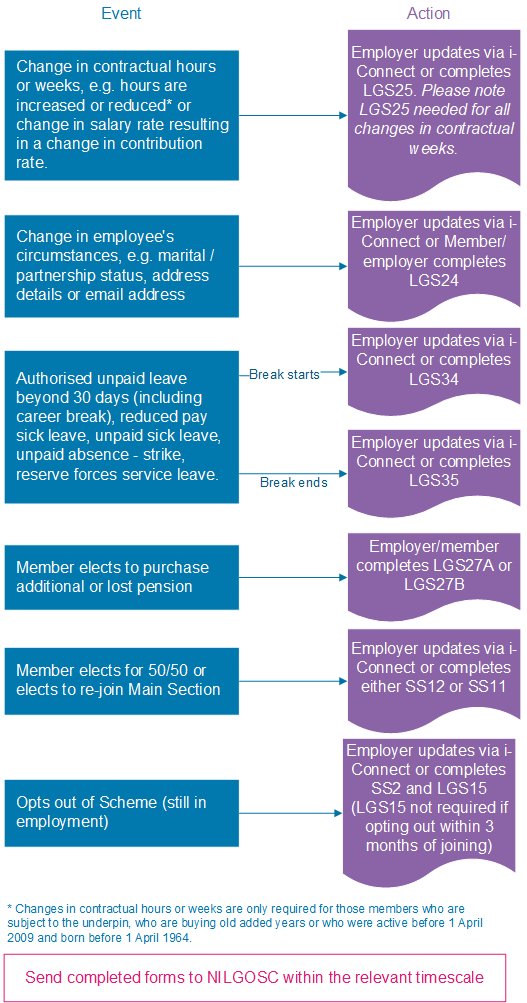 Event
Action
Change in contractual hours
or weeks, e.g. hours are
increased or reduced* or
change in salary rate resulting
in a change in contribution
rate.
Employer updates via i-
Connect or completes
LGS25. Please note
LGS25 needed for all
changes in contractual
weeks.
Change in employee's
circumstances, e.g. marital /
partnership status, address
details or email address
Employer updates via i-
Connect or Member/
employer completes
LGS24
Authorised unpaid leave
beyond 30 days (including
career break), reduced pay
sick leave, unpaid sick leave,
unpaid absence - strike,
reserve forces service leave.
Break starts
Employer updates via i-
Connect or completes
LGS34
Break ends
Employer updates via i-
Connect or completes
LGS35
Member elects to purchase
additional or lost pension
Employer/member
completes LGS27A or
LGS27B
Member elects for 50/50 or
elects to re-join Main Section
Employer updates via i-
Connect or completes
either SS12 or SS11
Opts out of Scheme (still in
employment)
Employer updates via i-
Connect or completes
SS2 and LGS15
(LGS15 not required if
opting out within 3
months of joining)
* Changes in contractual hours or weeks are only required for those members who are
subject to the underpin, who are buying old added years or who were active before 1 April
2009 and born before 1 April 1964.
Send completed forms to NILGOSC within the relevant timescale